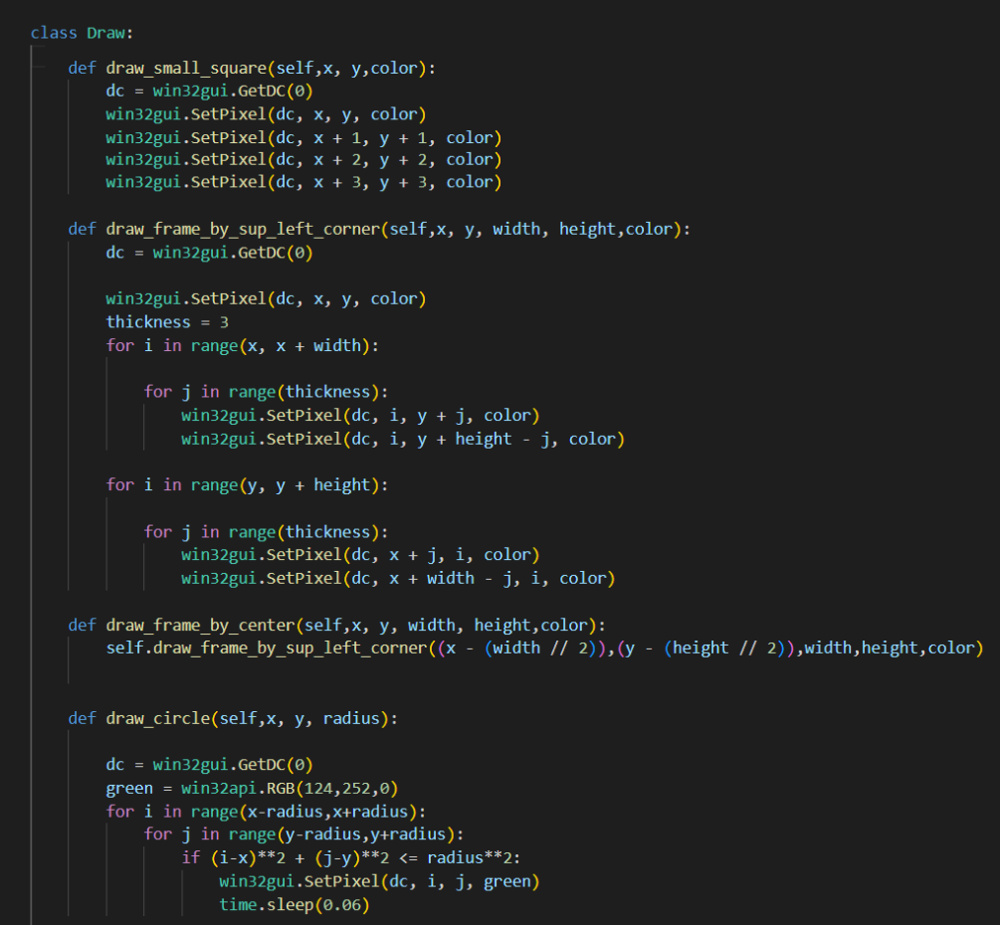 class Draw:
    def draw_small_square(self,x, y,color):
        dc = win32gui.GetDC(0)
        win32gui.SetPixel(dc, x, y, color)
        win32gui.SetPixel(dc, x + 1, y + 1, color)
        win32gui.SetPixel(dc, x + 2, y + 2, color)
        win32gui.SetPixel(dc, x + 3, y + 3, color)
    def draw_frame_by_sup_left_corner(self,x, y, width, height,color):
        dc = win32gui.GetDC(0)
        win32gui.SetPixel(dc, x, y, color)
        thickness = 3
        for i in range(x, x + width):
            for j in range(thickness):
                win32gui.SetPixel(dc, i, y + j, color)
                win32gui.SetPixel(dc, i, y + height - j, color)
        for i in range(y, y + height):
            for j in range(thickness):
                win32gui.SetPixel(dc, x + j, i, color)
                win32gui.SetPixel(dc, x + width - j, i, color)
    def draw_frame_by_center(self,x, y, width, height,color):
        self.draw_frame_by_sup_left_corner((x - (width // 2)),(y - (height // 2)),width,height,color)
    def draw_circle(self,x, y, radius):
        dc = win32gui.GetDC(0)
        green = win32api.RGB(124,252,0)
        for i in range(x-radius,x+radius):
            for j in range(y-radius,y+radius):
                if (i-x)**2 + (j-y)**2 <= radius**2:
                    win32gui.SetPixel(dc, i, j, green)
                    time.sleep(0.06)